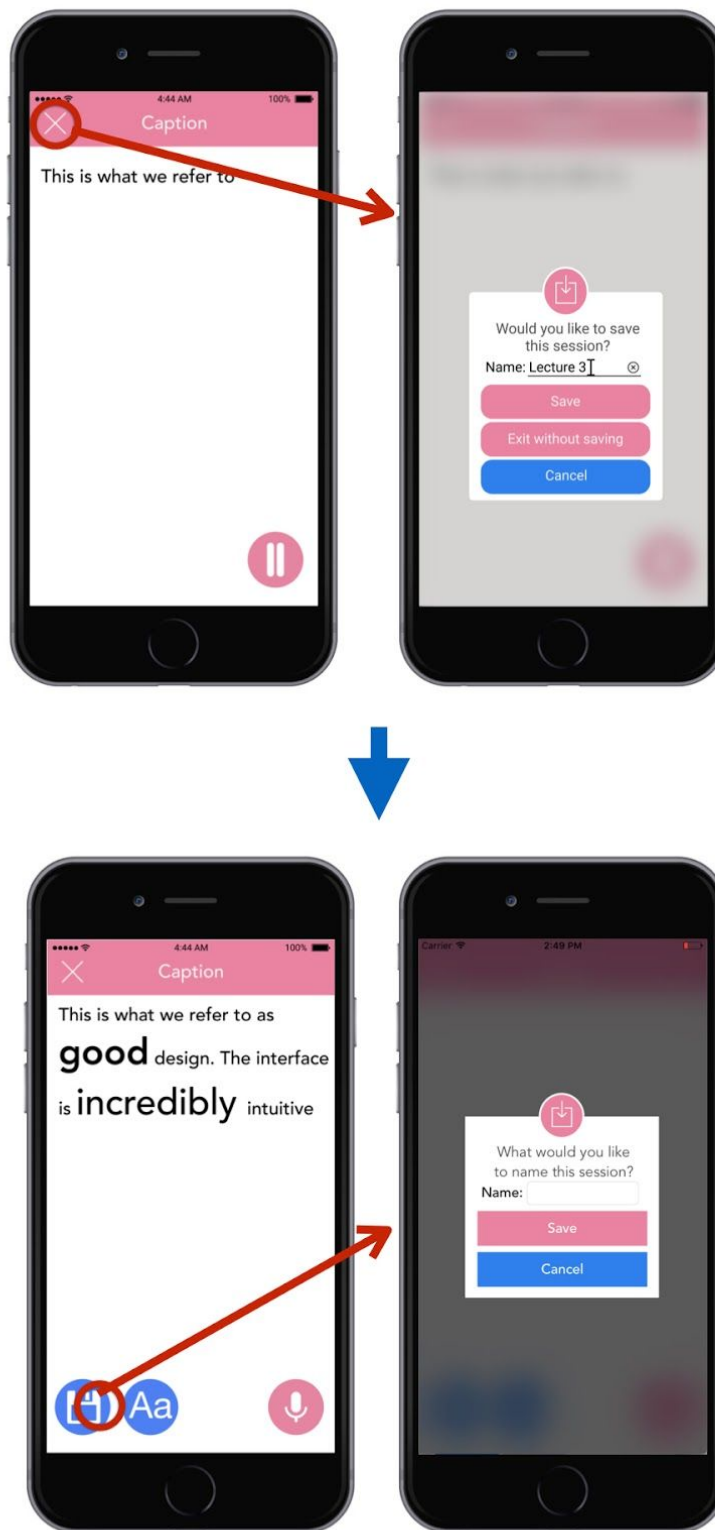 4:44 AM
100%
Caption
This is what we refer to
Would you like to save
this session?
Name: Lecture 3
Save
Exit without saving
Cancel
4:44 AM
100%
Caption
This is what we refer to as
good design. The interface
is incredibly intuitive
Aa
Carrier
2:49 PM
What would you like
to name this session?
Name:
Save
Cancel